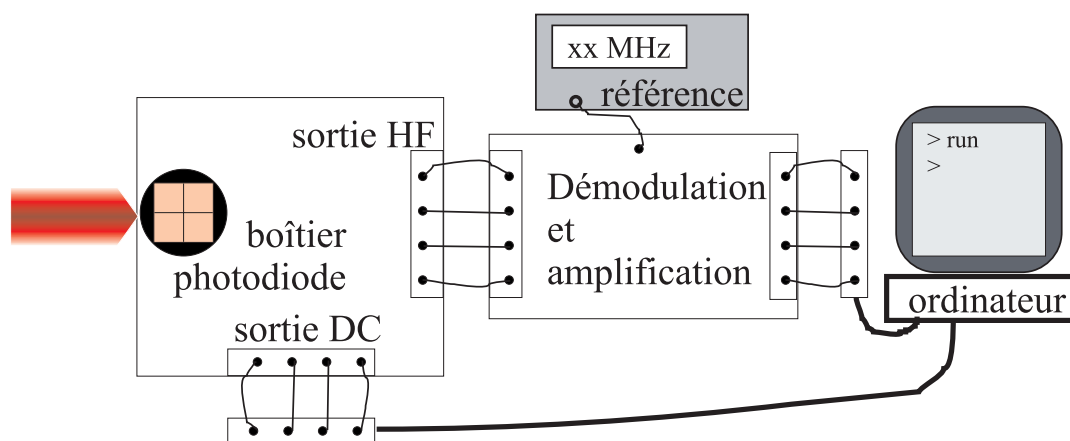 xx MHz
référence
sortie HF
boîtier
photodiode
sortie DC
Démodulation
et
amplification
> run
>
ordinateur